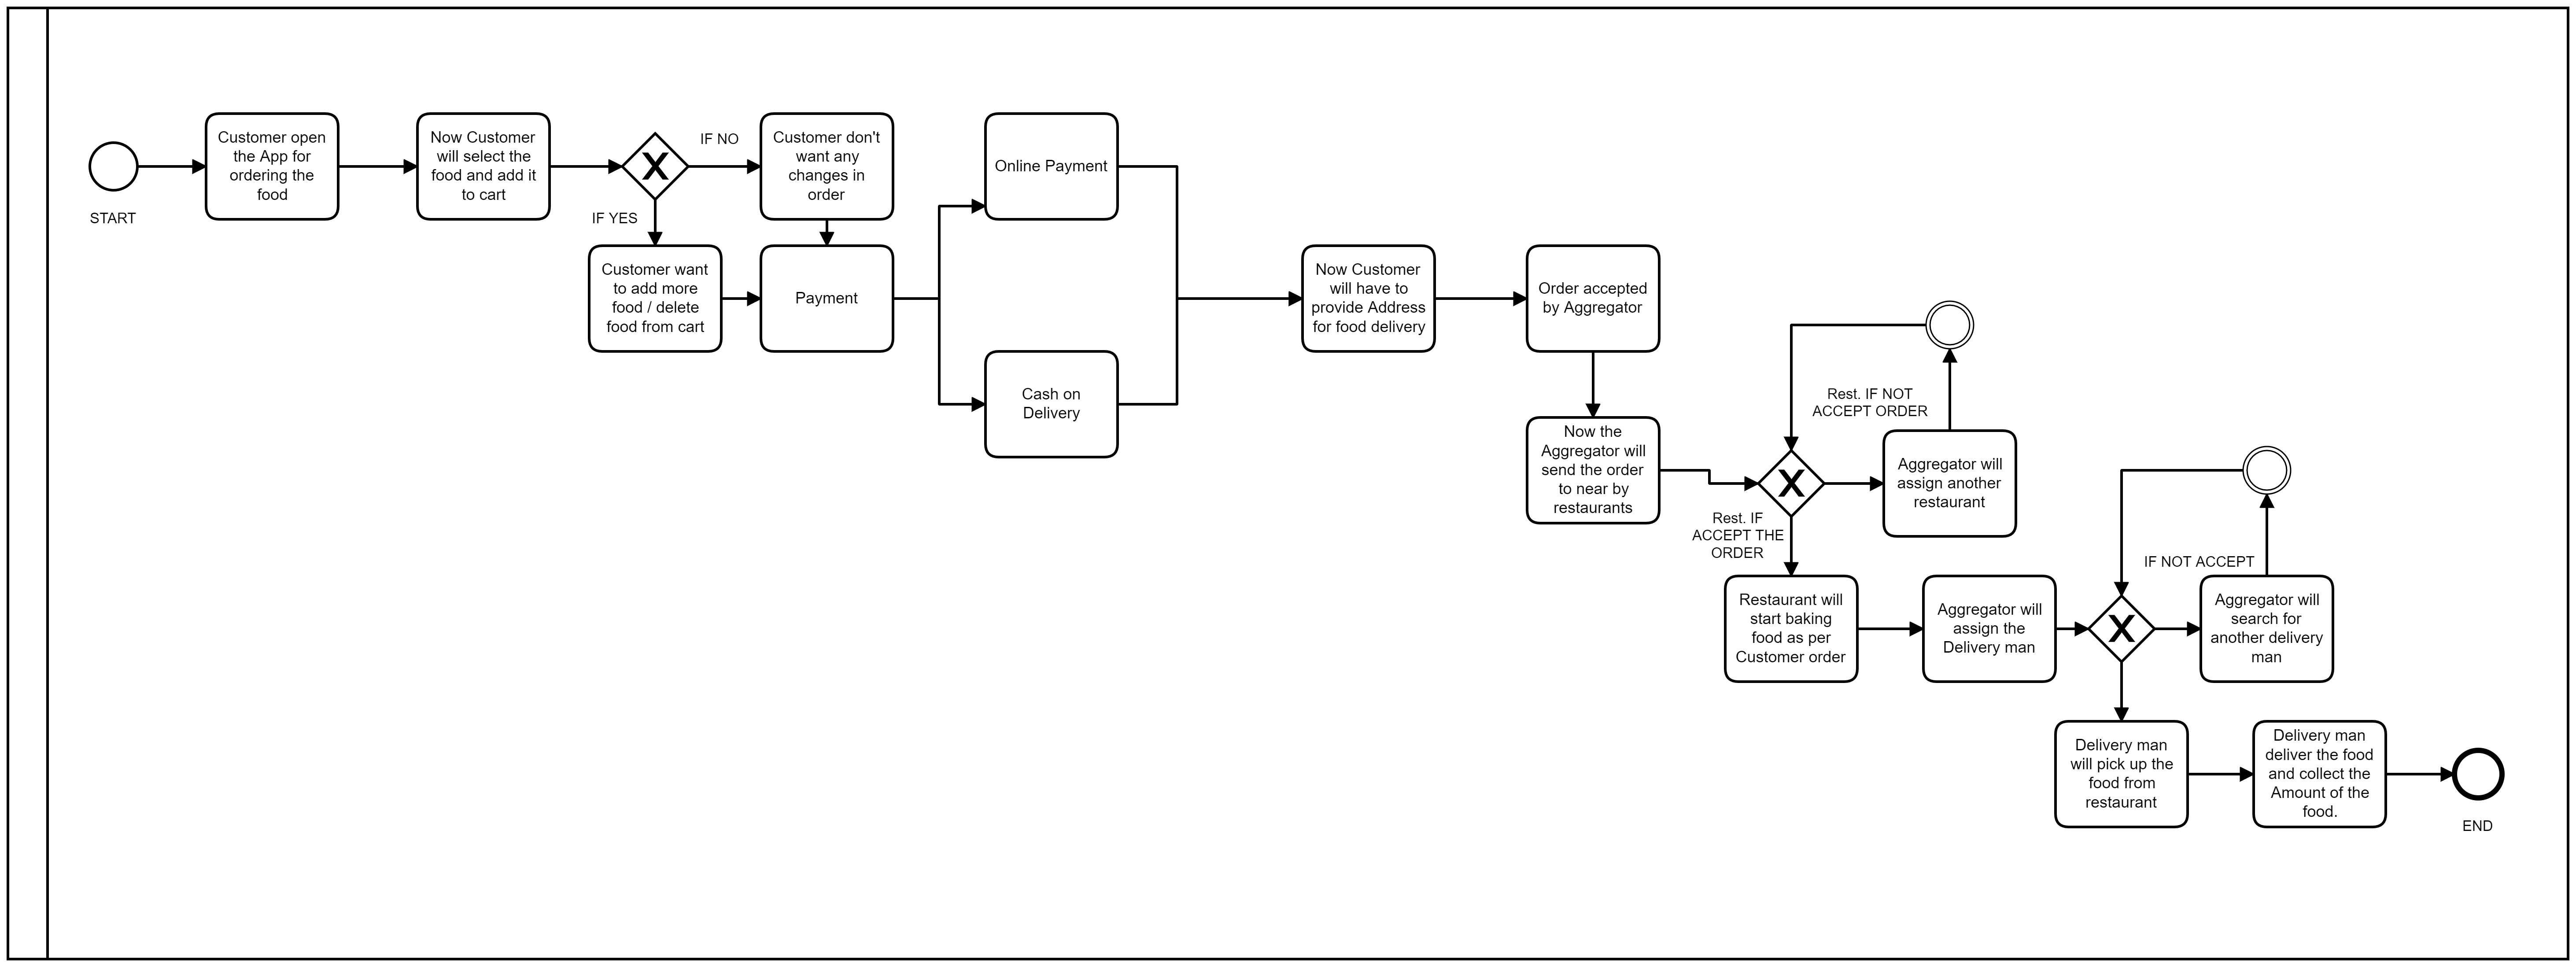 START
Customer open
the App for
ordering the
food
Now Customer
will select the
food and add it
to cart
X
IF NO
IF YES
Customer don't
want any
changes in
order
Customer want
to add more
food / delete
food from cart
Payment
Online Payment
Cash on
Delivery
Now Customer
will have to
provide Address
for food delivery
Order accepted
by Aggregator
Now the
Aggregator will
send the order
to near by
restaurants
X
Rest. IF NOT
ACCEPT ORDER
Aggregator will
assign another
restaurant
Rest. IF
ACCEPT THE
ORDER
Restaurant will
start baking
food as per
Customer order
Aggregator will
assign the
Delivery man
X
IF NOT ACCEPT
Aggregator will
search for
another delivery
man
Delivery man
will pick up the
food from
restaurant
Delivery man
deliver the food
and collect the
Amount of the
food.
END